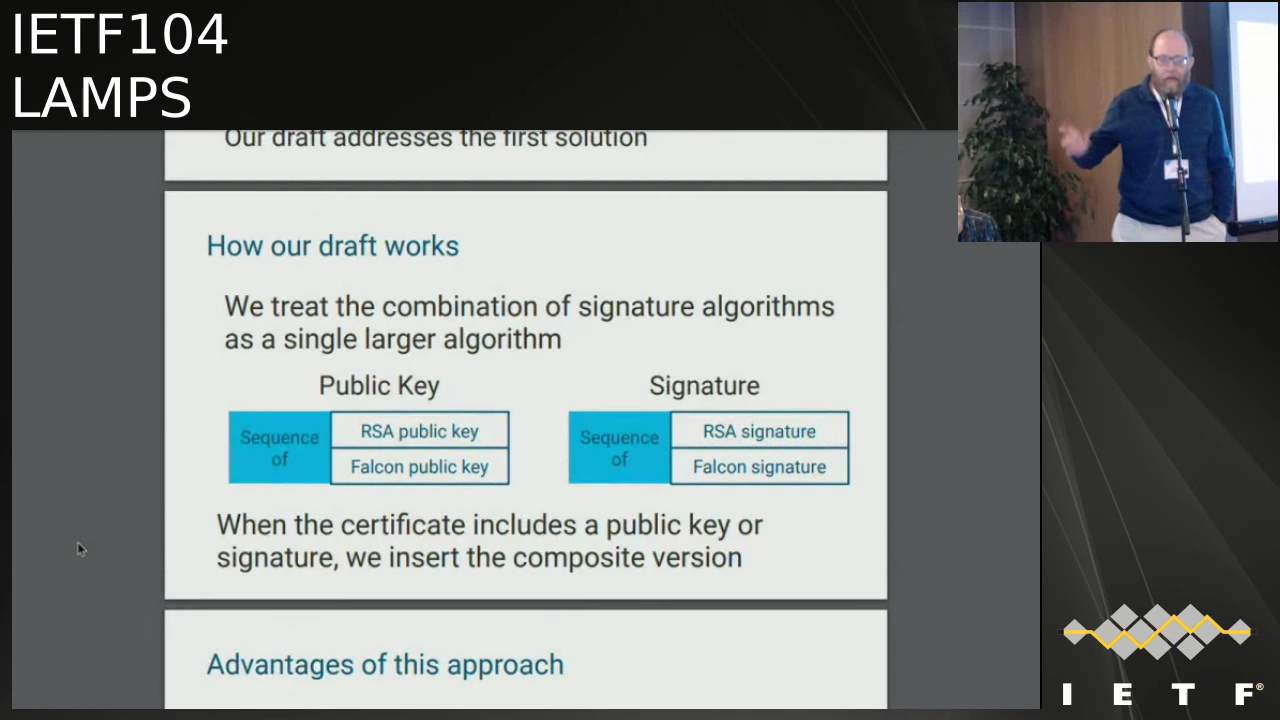 IETF104
LAMPS
Our draft addresses the first solution
How our draft works
We treat the combination of signature algorithms
as a single larger algorithm
Public Key
Signature
Sequence
of
RSA public key
Falcon public key
Sequence
of
RSA signature
Falcon signature
When the certificate includes a public key or
signature, we insert the composite version
Advantages of this approach
I E T F®